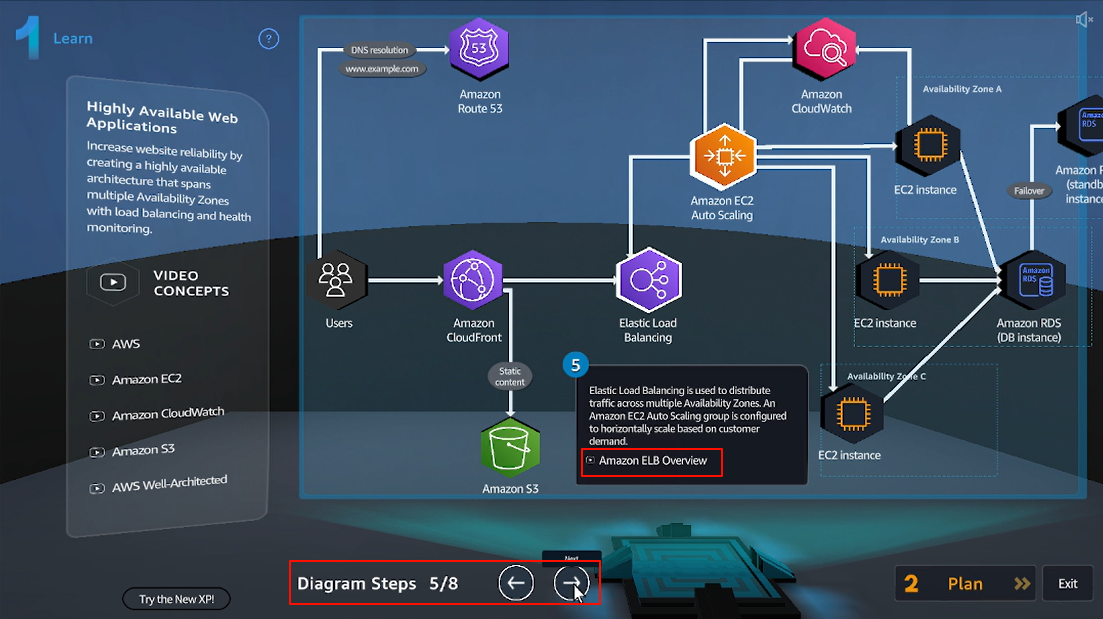 1
Learn
?
Highly Available Web
Applications
Increase website reliability by
creating a highly available
architecture that spans
multiple Availability Zones
with load balancing and health
monitoring.
VIDEO
CONCEPTS
AWS
Amazon EC2
Amazon CloudWatch
Amazon S3
AWS Well-Architected
Try the New XP!
DNS resolution
www.example.com
53
Amazon
Route 53
Amazon
CloudWatch
Availability Zone A
Amazon EC2
Auto Scaling
EC2 instance
Amazon
RDS
Amazon
(standb
instanc
Failover
Availability Zone B
Users
Amazon
CloudFront
Elastic Load
Balancing
EC2 instance
Amazon
RDS
Amazon RDS
(DB instance)
Static
content
Amazon S3
5
Elastic Load Balancing is used to distribute
traffic across multiple Availability Zones. An
Amazon EC2 Auto Scaling group is configured
to horizontally scale based on customer
demand.
Amazon ELB Overview
Availability Zone C
EC2 instance
Next
Diagram Steps 5/8
2 Plan
Exit